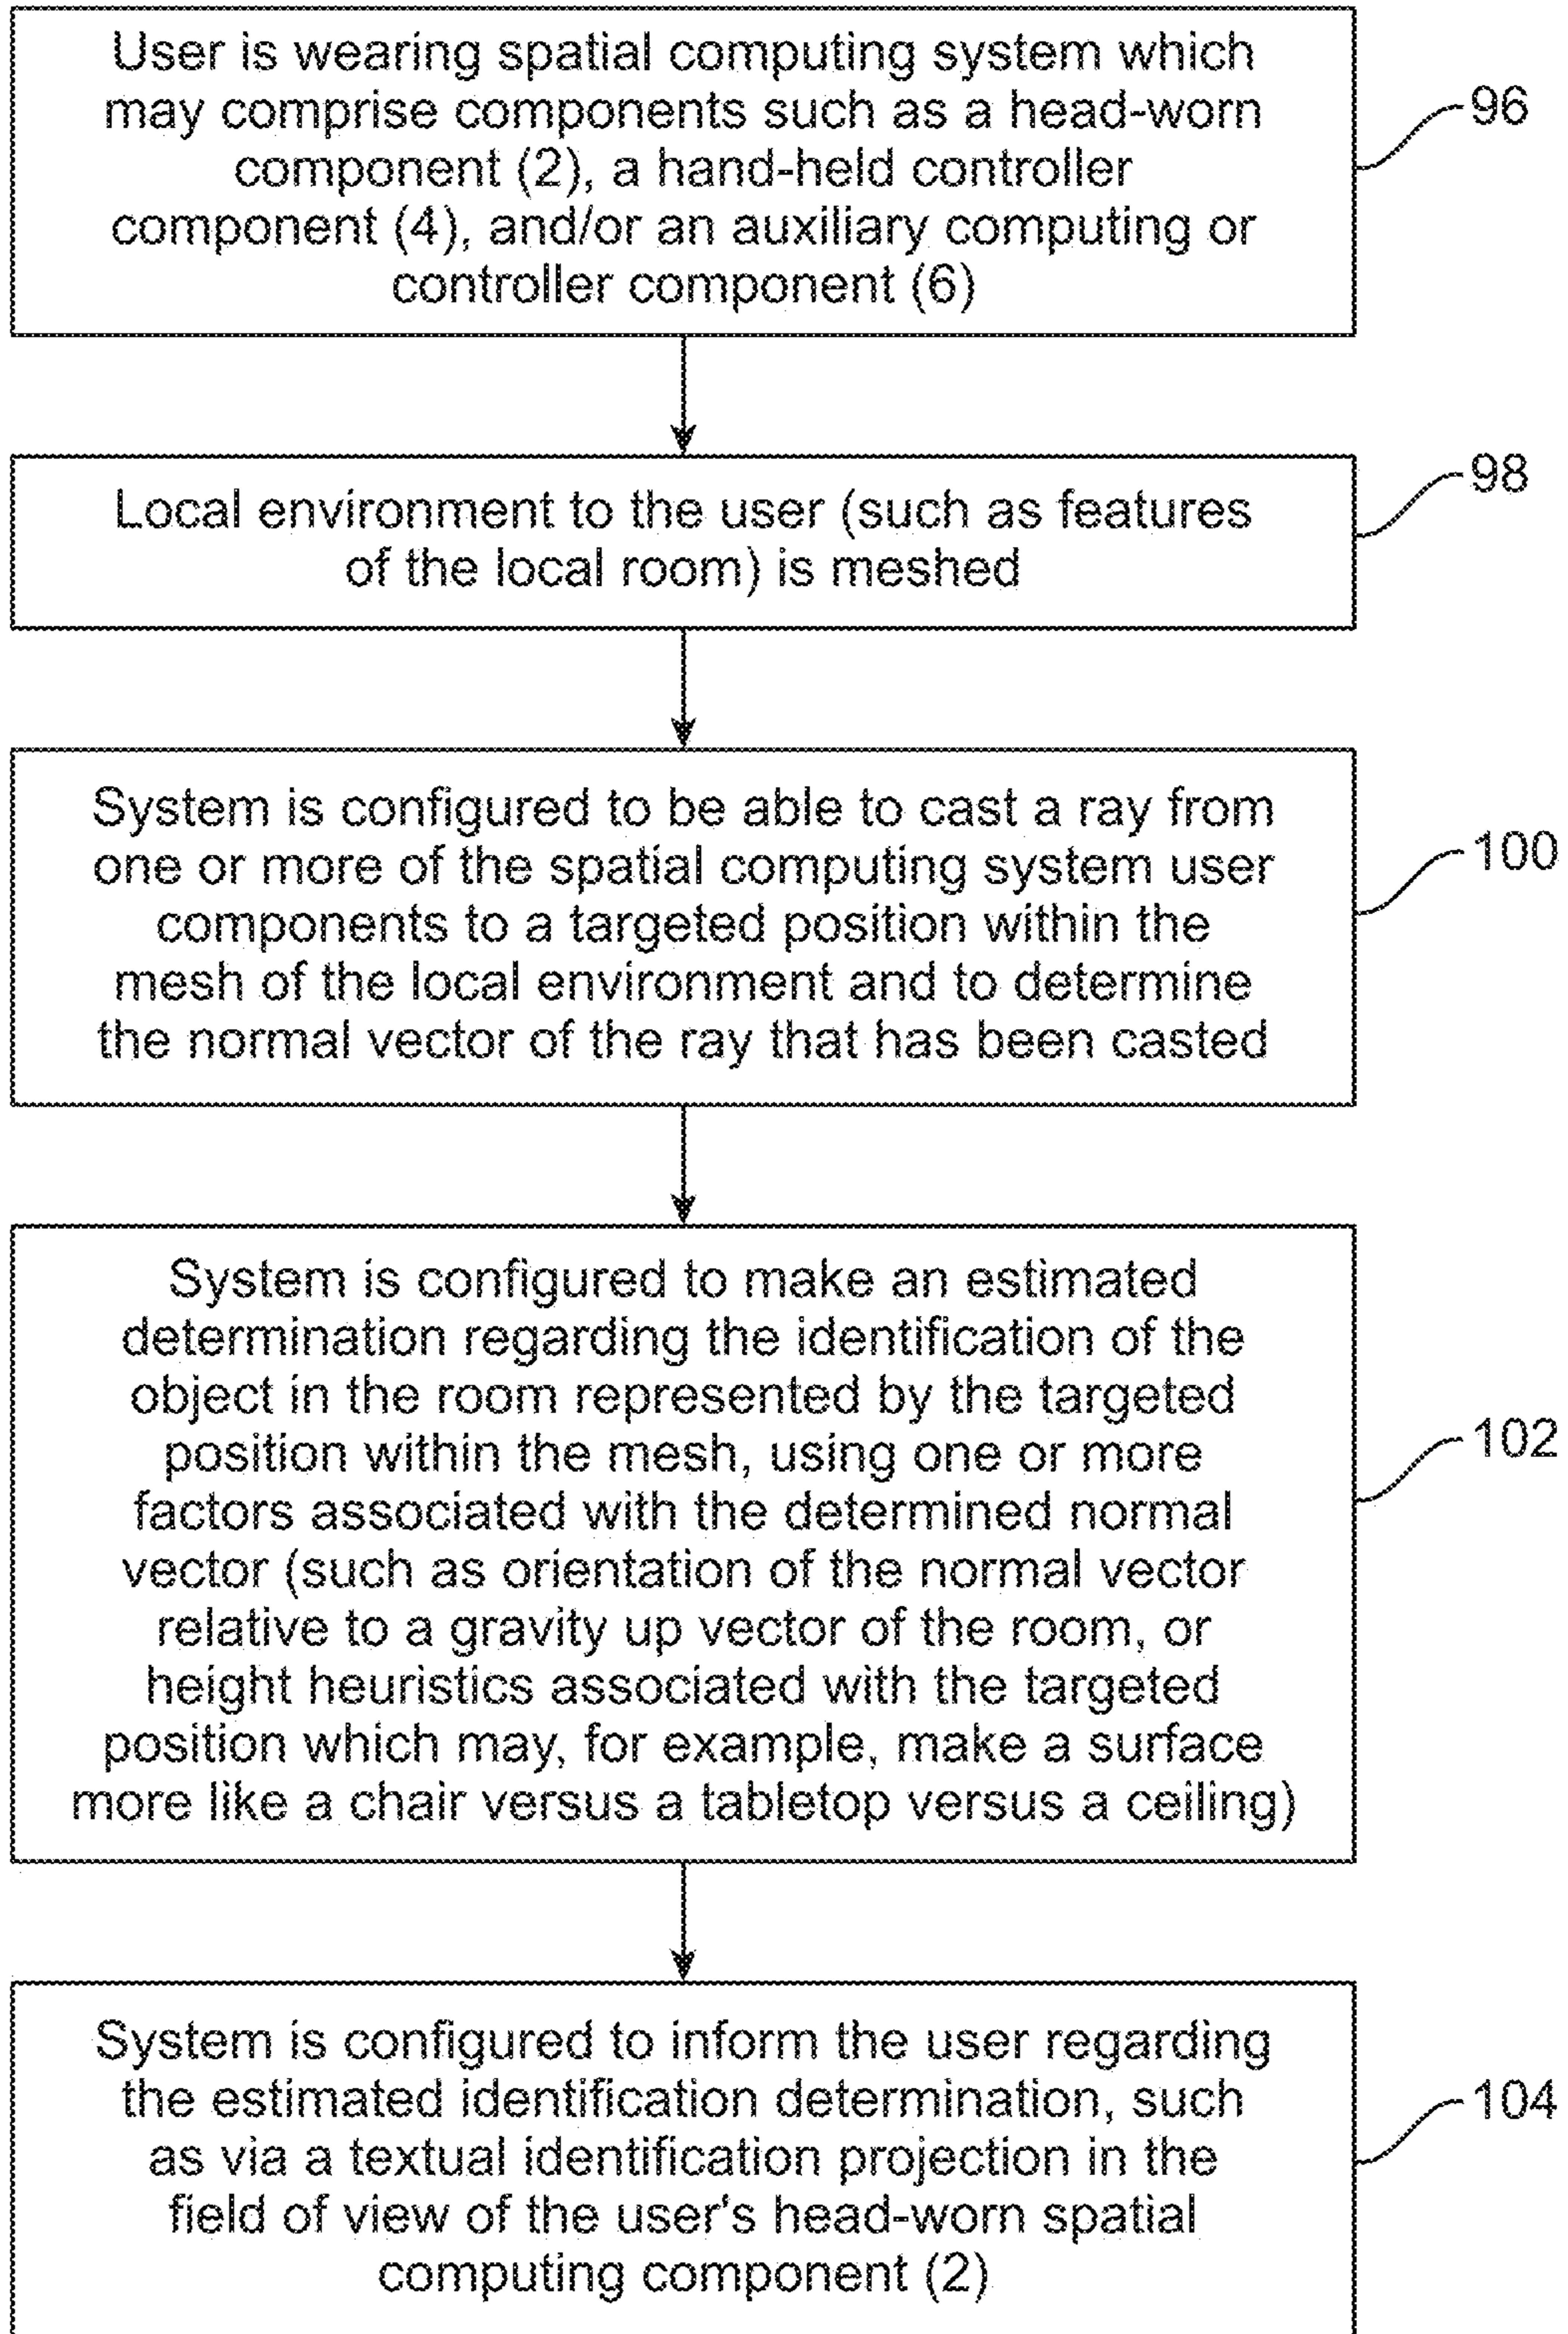 User is wearing spatial computing system which
may comprise components such as a head-worn
component (2), a hand-held controller
component (4), and/or an auxiliary computing or
controller component (6)
96
Local environment to the user (such as features
of the local room) is meshed
98
System is configured to be able to cast a ray from
one or more of the spatial computing system user
components to a targeted position within the
mesh of the local environment and to determine
the normal vector of the ray that has been casted
100
System is configured to make an estimated
determination regarding the identification of the
object in the room represented by the targeted
position within the mesh, using one or more
factors associated with the determined normal
vector (such as orientation of the normal vector
relative to a gravity up vector of the room, or
height heuristics associated with the targeted
position which may, for example, make a surface
more like a chair versus a tabletop versus a ceiling)
102
System is configured to inform the user regarding
the estimated identification determination, such
as via a textual identification projection in the
field of view of the user's head-worn spatial
computing component (2)
104